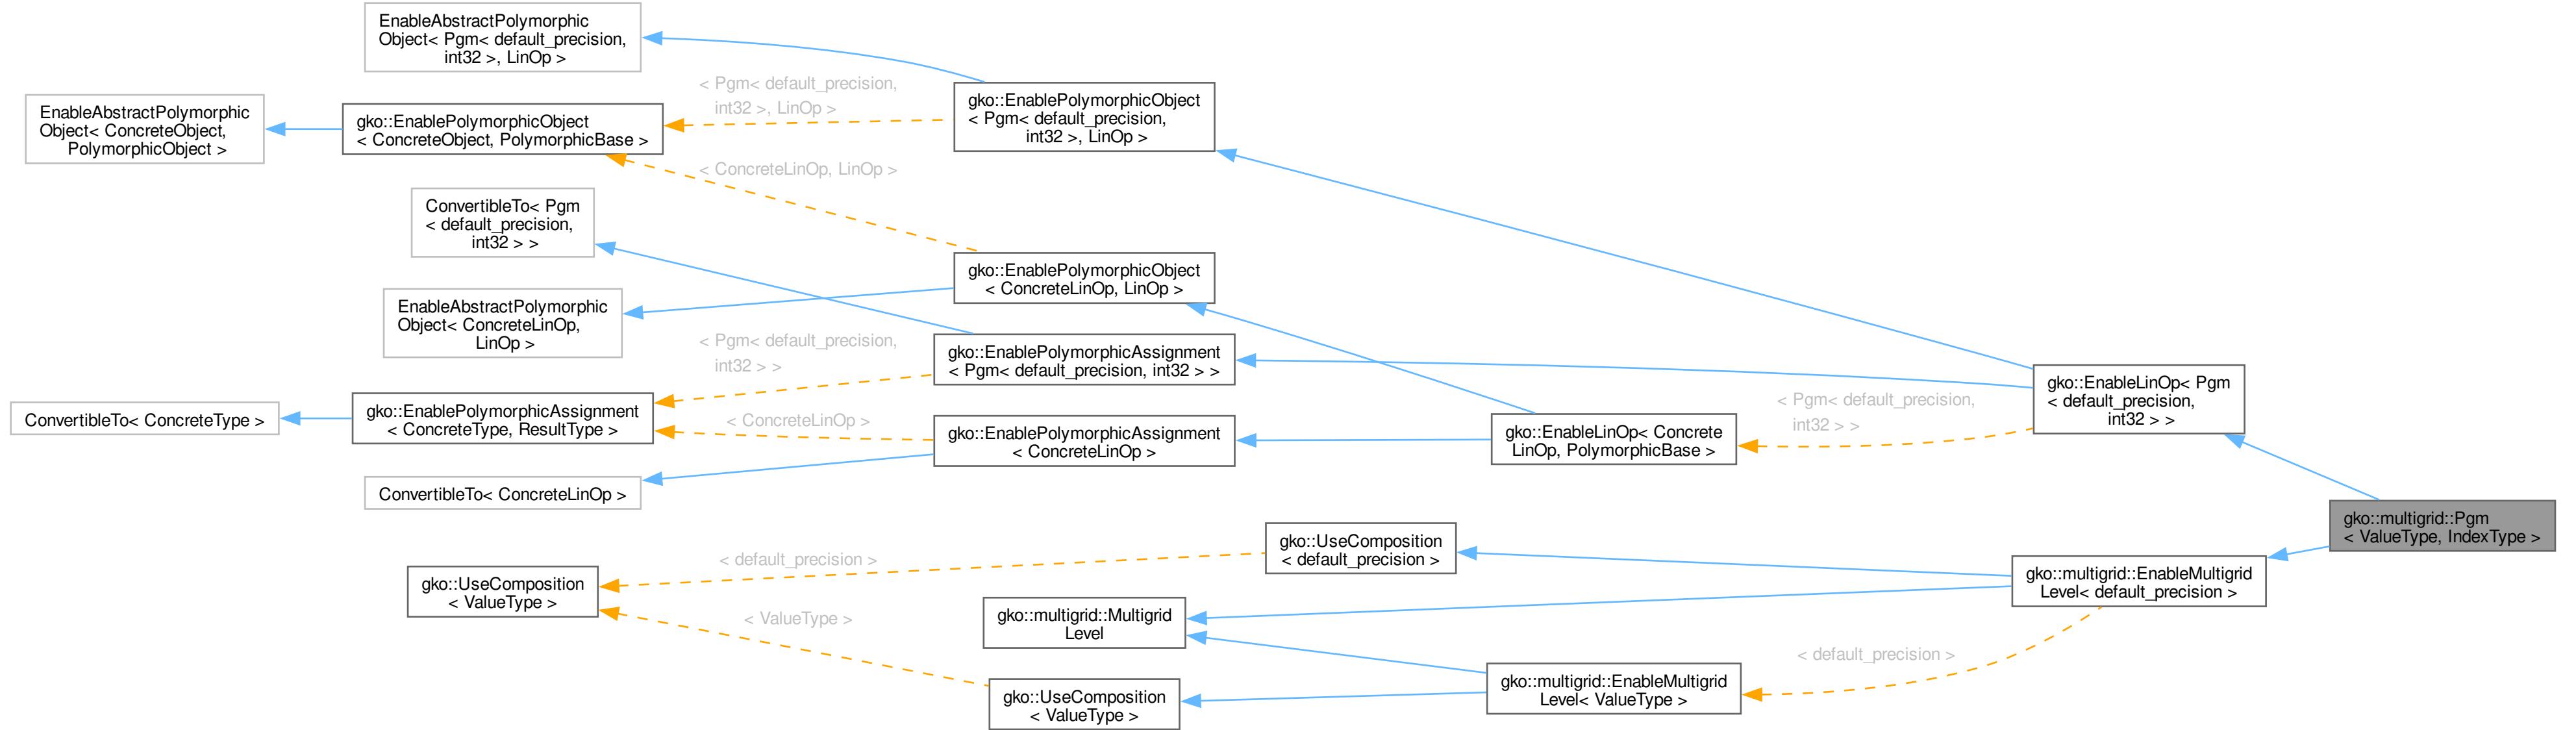 EnableAbstractPolymorphic
Object< Pgm< default_precision,
int32 >, LinOp >
EnableAbstractPolymorphic
Object< ConcreteObject,
PolymorphicObject >
gko::EnablePolymorphicObject
< ConcreteObject, PolymorphicBase >
< Pgm< default_precision,
int32 >, LinOp >
gko::EnablePolymorphicObject
< Pgm< default_precision,
int32 >, LinOp >
< ConcreteLinOp, LinOp >
ConvertibleTo< Pgm
< default_precision,
int32 > >
gko::EnablePolymorphicObject
< ConcreteLinOp, LinOp >
EnableAbstractPolymorphic
Object< ConcreteLinOp,
LinOp >
< Pgm< default_precision,
int32 > >
gko::EnablePolymorphicAssignment
< Pgm< default_precision, int32 > >
gko::EnableLinOp< Pgm
< default_precision,
int32 > >
ConvertibleTo< ConcreteType >
gko::EnablePolymorphicAssignment
< ConcreteType, ResultType >
< ConcreteLinOp >
gko::EnablePolymorphicAssignment
< ConcreteLinOp >
gko::EnableLinOp< Concrete
LinOp, PolymorphicBase >
< Pgm< default_precision,
int32 > >
ConvertibleTo< ConcreteLinOp >
gko::multigrid::Pgm
< ValueType, IndexType >
gko::UseComposition
< default_precision >
< default_precision >
gko::UseComposition
< ValueType >
gko::multigrid::EnableMultigrid
Level< default_precision >
gko::multigrid::Multigrid
Level
< ValueType >
< default_precision >
gko::UseComposition
< ValueType >
gko::multigrid::EnableMultigrid
Level< ValueType >